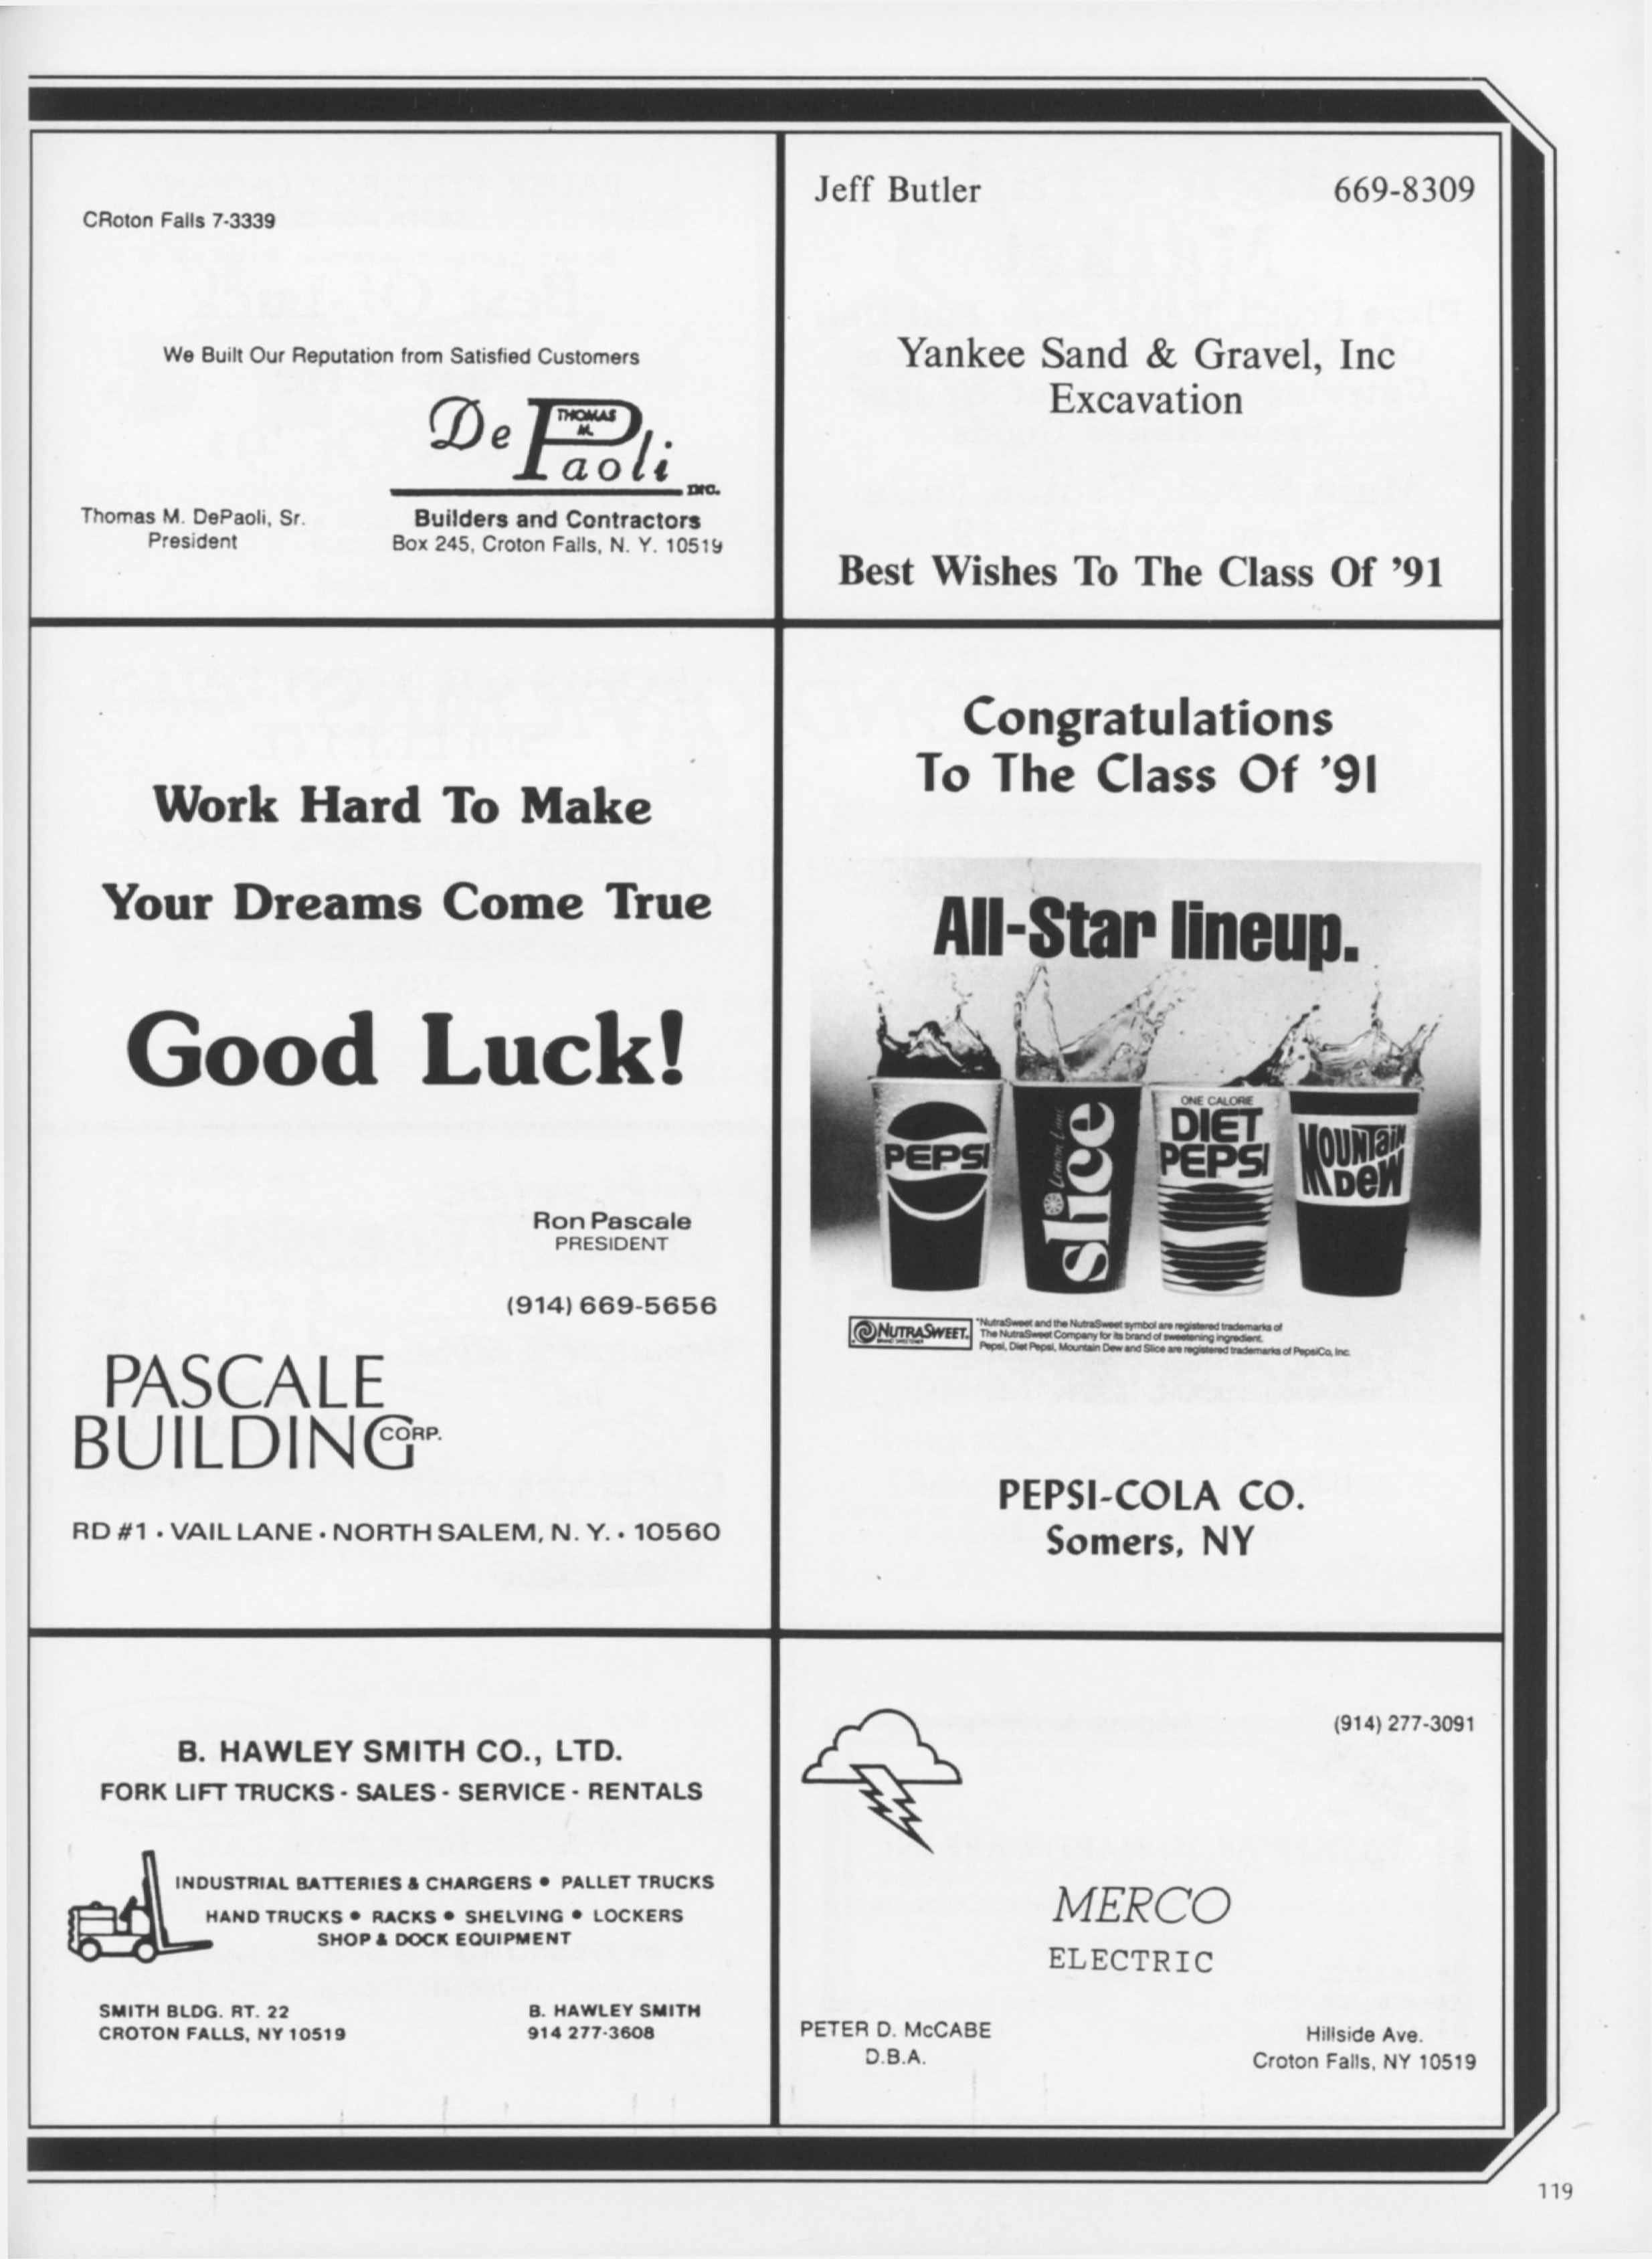 CRoton Falls 7-3339
We Built Our Reputation from Satisfied Customers
De Paoli
THOMAS
M.
INC.
Thomas M. DePaoli, Sr.
President
Builders and Contractors
Box 245, Croton Falls, N. Y. 10519
Jeff Butler 669-8309
Yankee Sand & Gravel, Inc
Excavation
Best Wishes To The Class Of '91
Work Hard To Make
Your Dreams Come True
Good Luck!
Ron Pascale
PRESIDENT
(914) 669-5656
PASCALE
BUILDING CORP.
RD #1 • VAIL LANE • NORTH SALEM, N. Y. • 10560
Congratulations
To The Class Of '91
All-Star lineup.
PEPSI
Lemon Lime
slice
ONE CALORIE
DIET
PEPSI
MOUNTAIN
DEW
NUTRASWEET.
BRAND SWEETENER
*NutraSweet and the NutraSweet symbol are registered trademarks of
The NutraSweet Company for its brand of sweetening ingredient.
Pepsi, Diet Pepsi, Mountain Dew and Slice are registered trademarks of PepsiCo, Inc.
PEPSI-COLA CO.
Somers, NY
B. HAWLEY SMITH CO., LTD.
FORK LIFT TRUCKS - SALES - SERVICE - RENTALS
INDUSTRIAL BATTERIES & CHARGERS • PALLET TRUCKS
HAND TRUCKS • RACKS • SHELVING • LOCKERS
SHOP & DOCK EQUIPMENT
SMITH BLDG. RT. 22
CROTON FALLS, NY 10519
B. HAWLEY SMITH
914 277-3608
(914) 277-3091
MERCO
ELECTRIC
PETER D. McCABE
D.B.A.
Hillside Ave.
Croton Falls, NY 10519
119